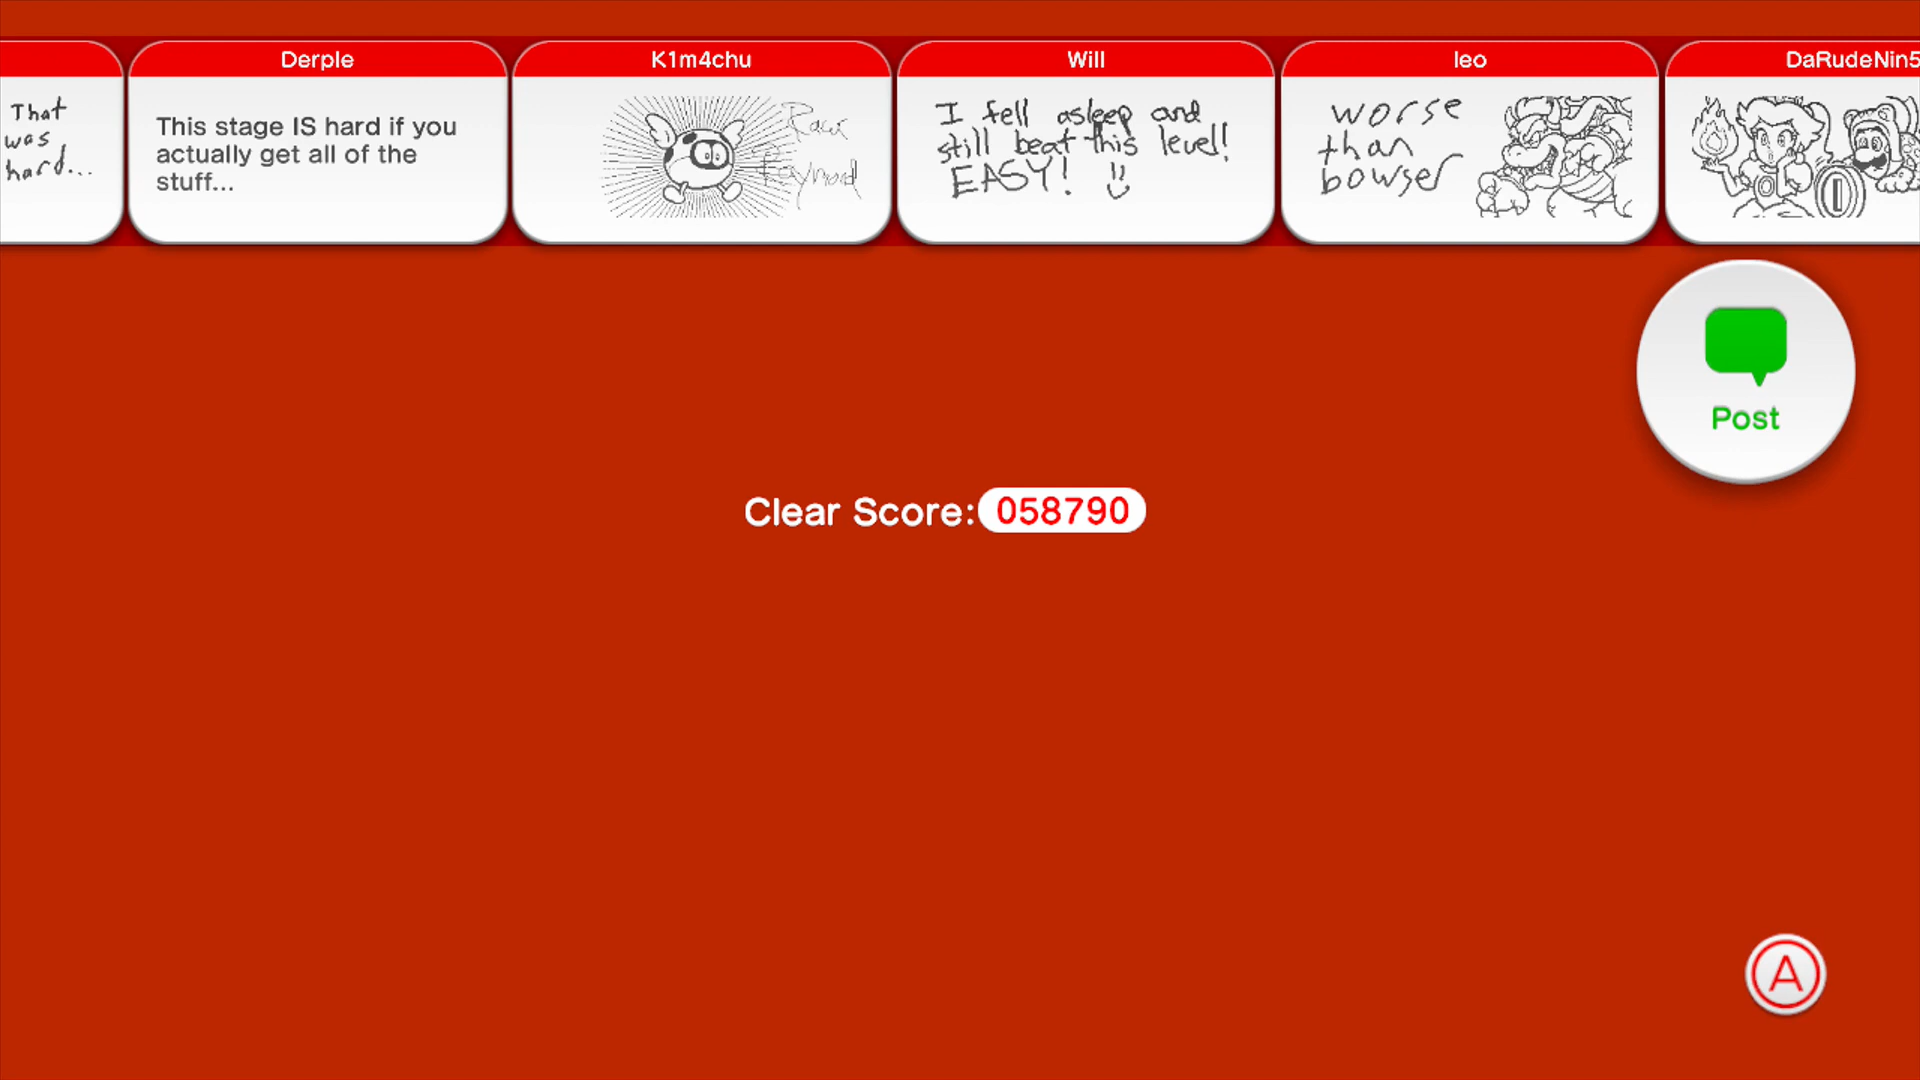 That
was
hard...
Derple
This stage IS hard if you
actually get all of the
stuff...
K1m4chu
Will
I fell asleep and
still beat this level!
EASY! :)
leo
worse
than
bowser
DaRudeNin5
Post
Clear Score: 058790
A